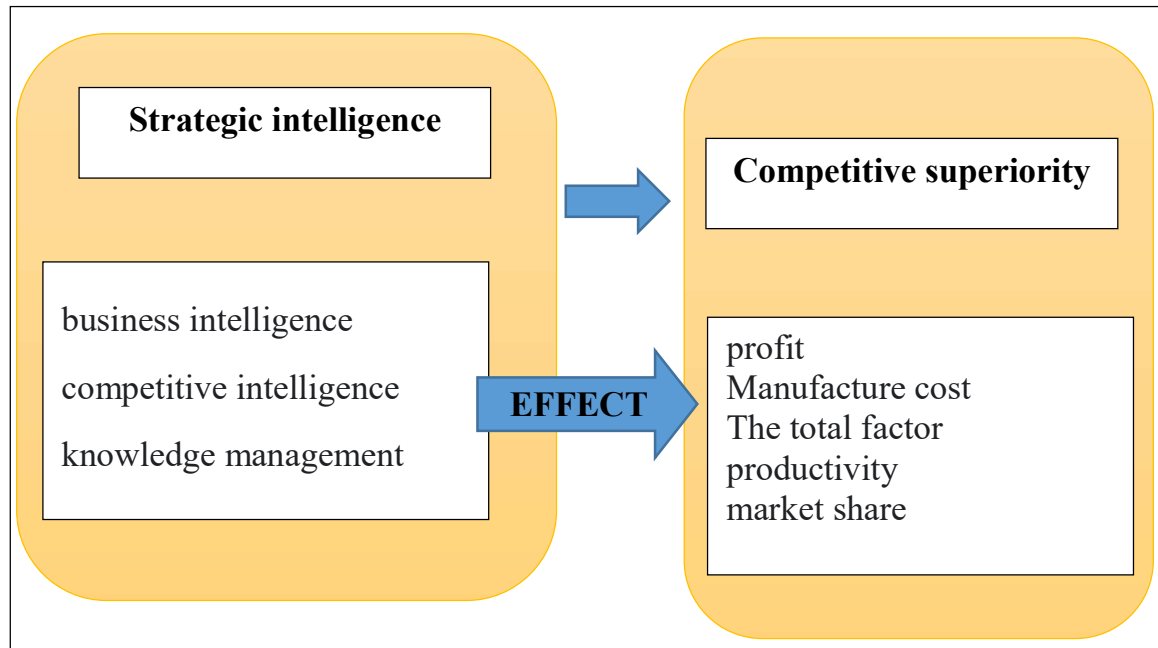 Strategic intelligence
business intelligence
competitive intelligence
knowledge management
EFFECT
Competitive superiority
profit
Manufacture cost
The total factor
productivity
market share